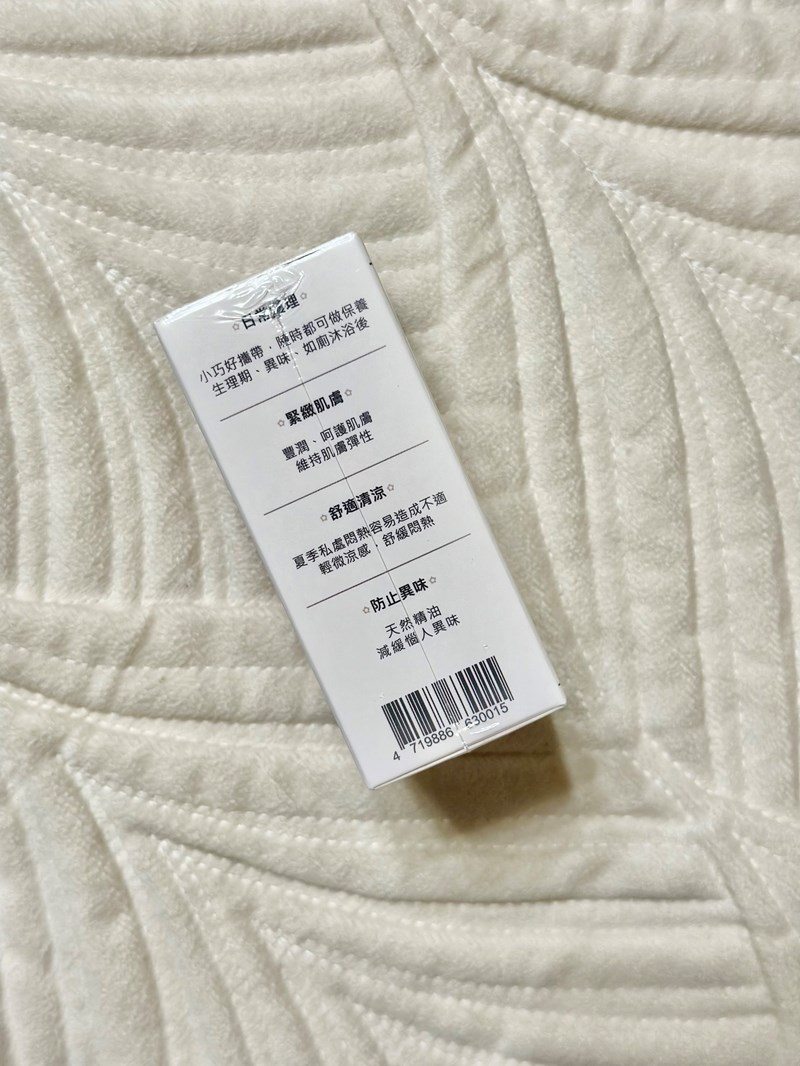 ✿日常護理✿
小巧好攜帶，隨時都可做保養
生理期、異味、如廁沐浴後
✿緊緻肌膚✿
豐潤、呵護肌膚
維持肌膚彈性
✿舒適清涼✿
夏季私處悶熱容易造成不適
輕微涼感，舒緩悶熱
✿防止異味✿
天然精油
減緩惱人異味
4 719886 630015